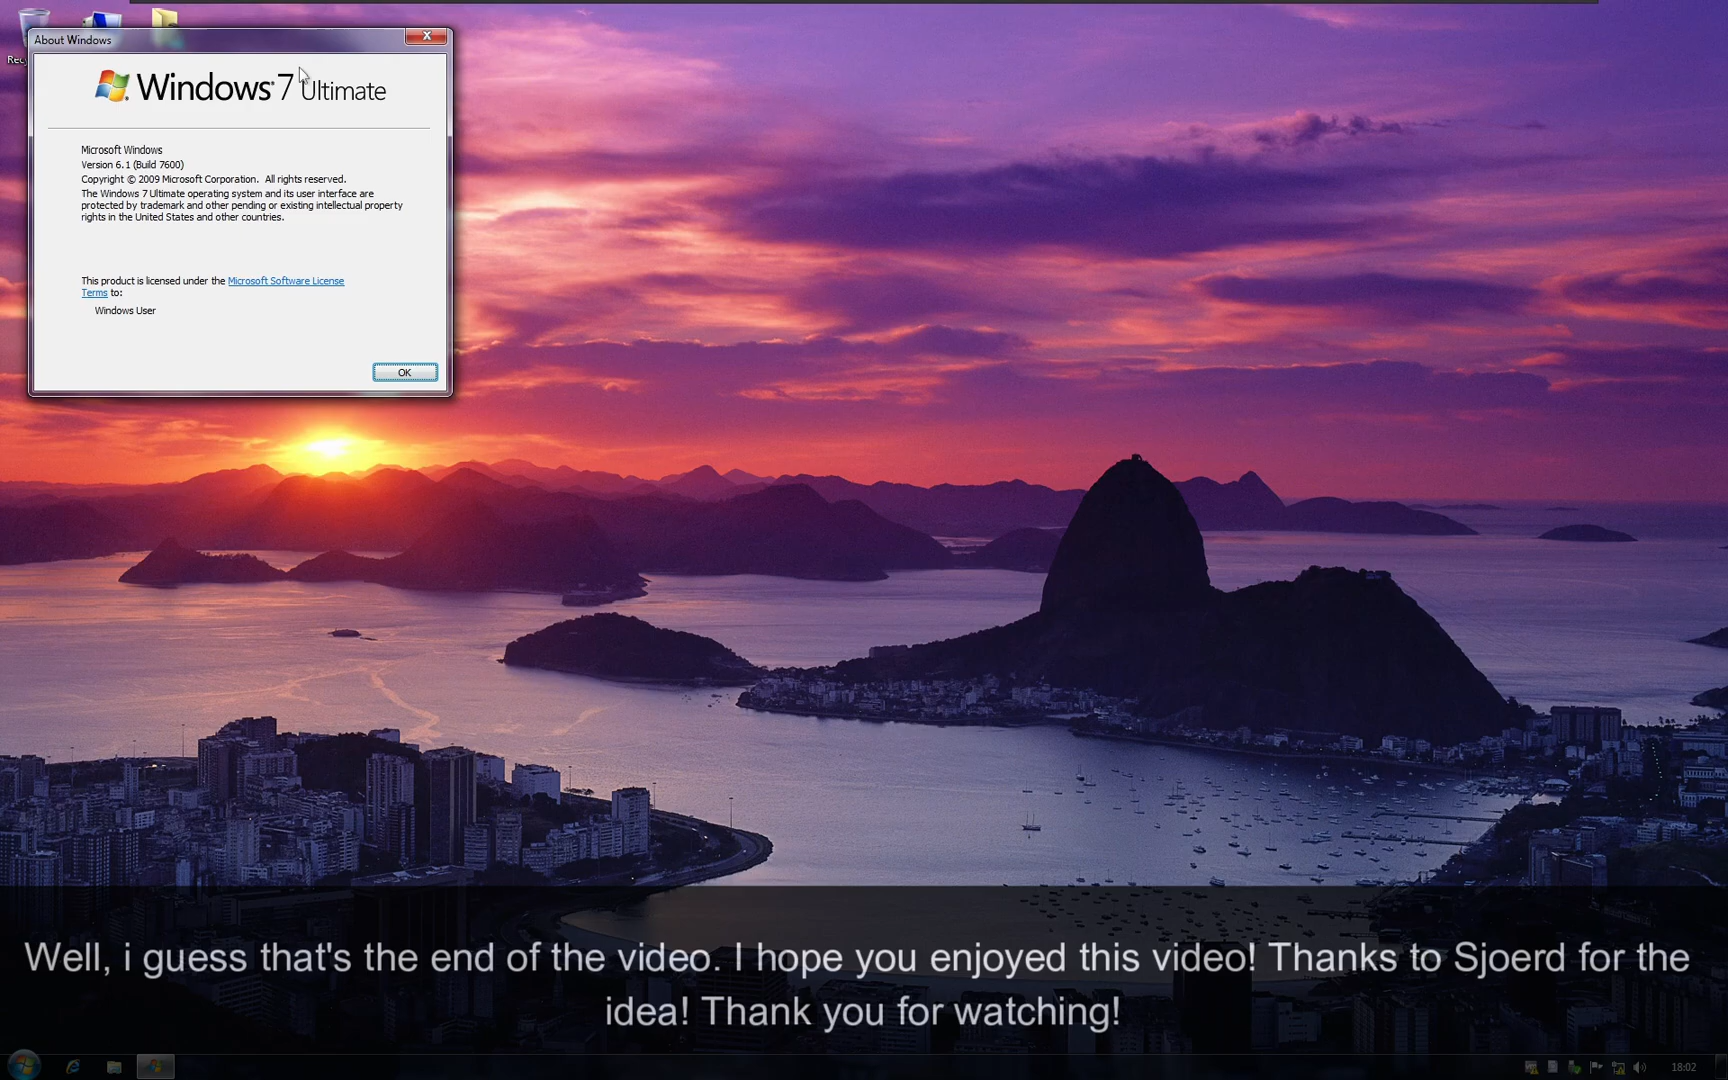 About Windows
Windows 7 Ultimate
Microsoft Windows
Version 6.1 (Build 7600)
Copyright © 2009 Microsoft Corporation.  All rights reserved.
The Windows 7 Ultimate operating system and its user interface are
protected by trademark and other pending or existing intellectual property
rights in the United States and other countries.
This product is licensed under the Microsoft Software License
Terms to:
Windows User
OK
Well, i guess that's the end of the video. I hope you enjoyed this video! Thanks to Sjoerd for the
idea! Thank you for watching!
18:02